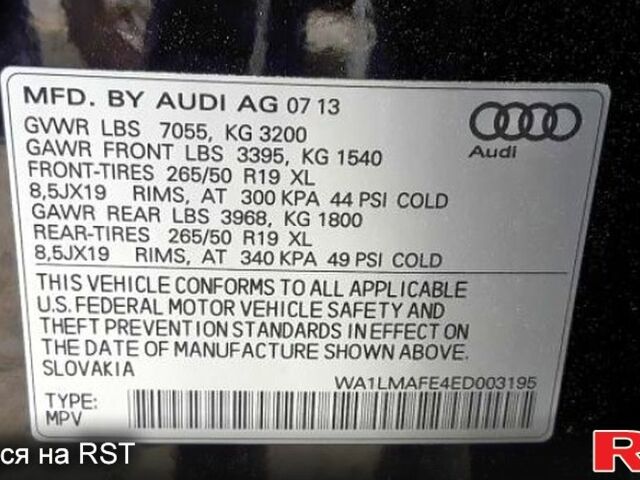 MFD. BY AUDI AG 07 13
GVWR LBS 7055, KG 3200
GAWR FRONT LBS 3395, KG 1540
FRONT-TIRES 265/50 R19 XL
8,5JX19 RIMS, AT 300 KPA 44 PSI COLD
GAWR REAR LBS 3968, KG 1800
REAR-TIRES 265/50 R19 XL
8,5JX19 RIMS, AT 340 KPA 49 PSI COLD
Audi
THIS VEHICLE CONFORMS TO ALL APPLICABLE
U.S. FEDERAL MOTOR VEHICLE SAFETY AND
THEFT PREVENTION STANDARDS IN EFFECT ON
THE DATE OF MANUFACTURE SHOWN ABOVE.
SLOVAKIA
WA1LMAFE4ED003195
TYPE:
MPV
ся на RST
R